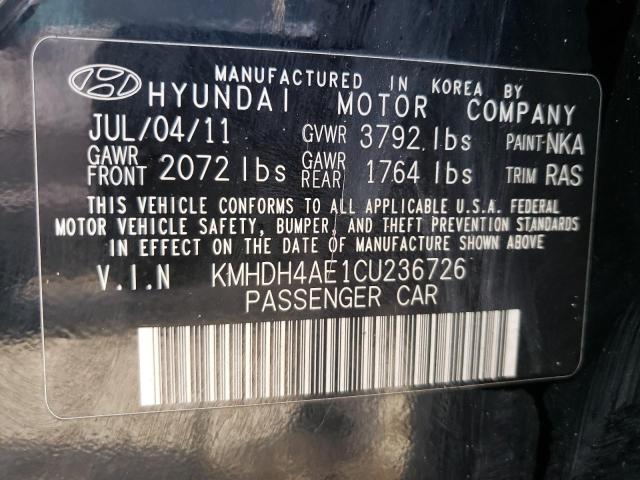 MANUFACTURED IN KOREA BY
HYUNDAI MOTOR COMPANY
JUL/04/11 GVWR 3792 lbs PAINT-NKA
GAWR FRONT 2072 lbs GAWR REAR 1764 lbs TRIM RAS
THIS VEHICLE CONFORMS TO ALL APPLICABLE U.S.A. FEDERAL
MOTOR VEHICLE SAFETY, BUMPER, AND THEFT PREVENTION STANDARDS
IN EFFECT ON THE DATE OF MANUFACTURE SHOWN ABOVE
V.I.N KMHDH4AE1CU236726
PASSENGER CAR